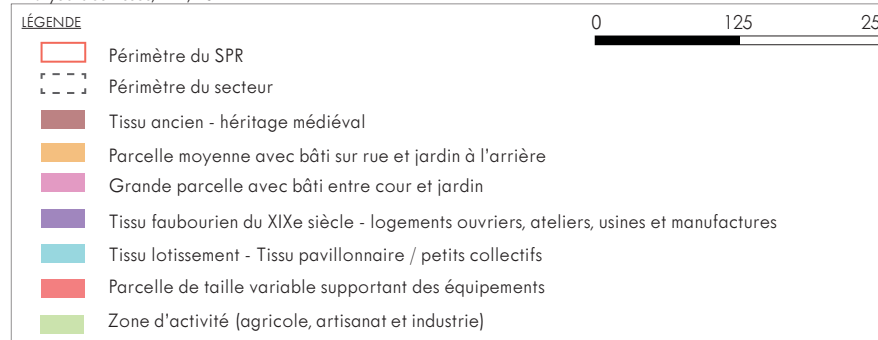 LÉGENDE
0 125 25
Périmètre du SPR
Périmètre du secteur
Tissu ancien - héritage médiéval
Parcelle moyenne avec bâti sur rue et jardin à l'arrière
Grande parcelle avec bâti entre cour et jardin
Tissu faubourien du XIXe siècle - logements ouvriers, ateliers, usines et manufactures
Tissu lotissement - Tissu pavillonnaire / petits collectifs
Parcelle de taille variable supportant des équipements
Zone d'activité (agricole, artisanat et industrie)